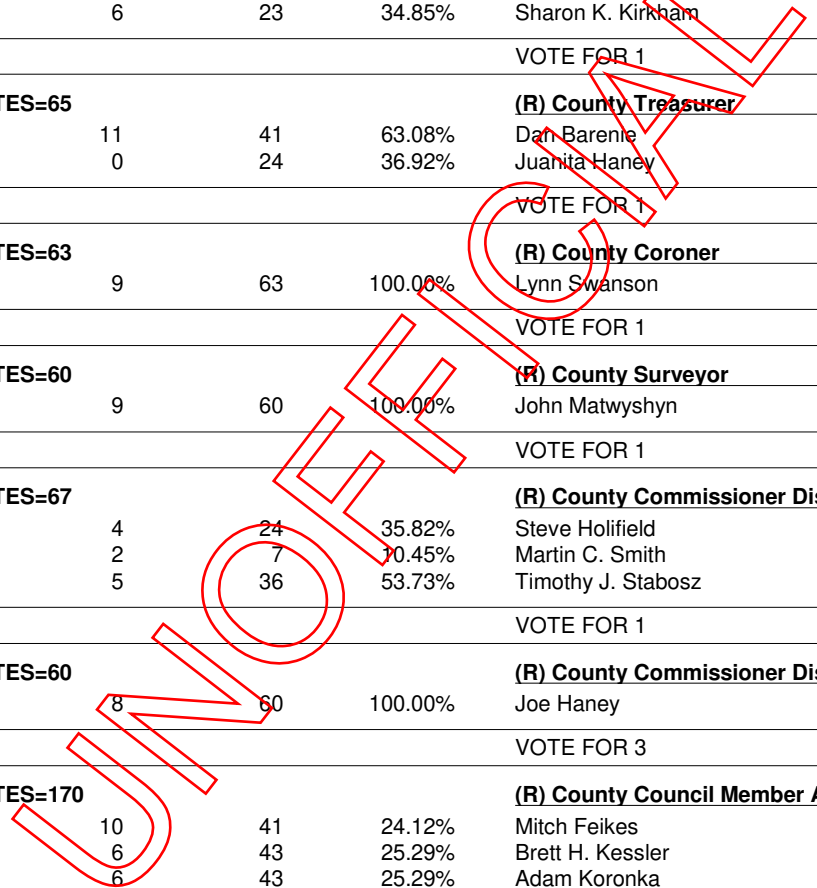 6 23 34.85% Sharon K. Kirkham
VOTE FOR 1
TES=65 (R) County Treasurer
11 41 63.08% Dan Barenie
0 24 36.92% Juanita Haney
VOTE FOR 1
TES=63 (R) County Coroner
9 63 100.00% Lynn Swanson
VOTE FOR 1
TES=60 (R) County Surveyor
9 60 100.00% John Matwyshyn
VOTE FOR 1
TES=67 (R) County Commissioner Dis
4 24 35.82% Steve Holifield
2 7 10.45% Martin C. Smith
5 36 53.73% Timothy J. Stabosz
VOTE FOR 1
TES=60 (R) County Commissioner Dis
8 60 100.00% Joe Haney
VOTE FOR 3
TES=170 (R) County Council Member A
10 41 24.12% Mitch Feikes
6 43 25.29% Brett H. Kessler
6 43 25.29% Adam Koronka
UNOFFICIAL